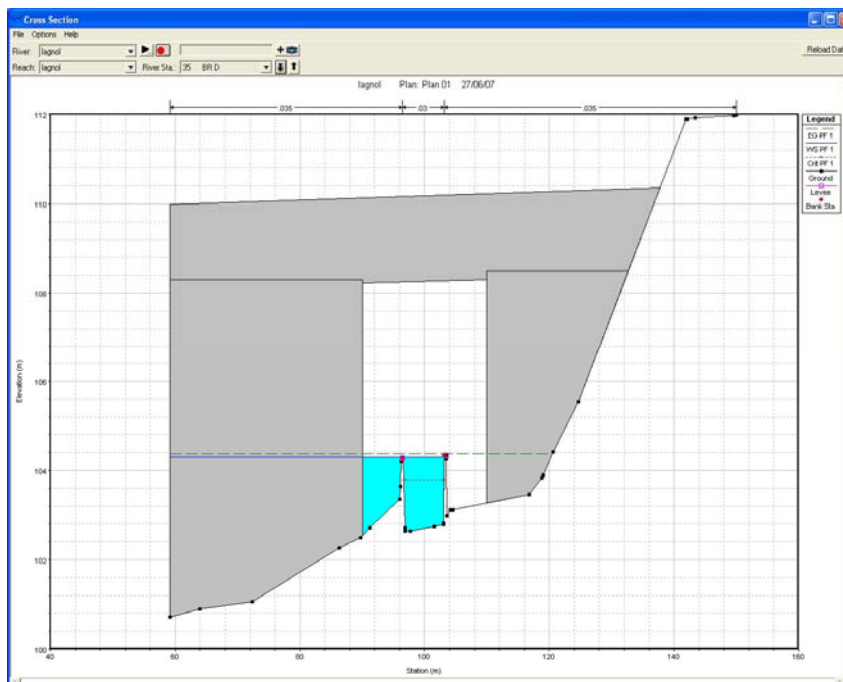 Cross Section
File Options Help
River: lagnol
Reach: lagnol River Sta.: 35 BR D
Reload Dat
lagnol Plan: Plan 01 27/06/07
.035 .03 .035
Legend
EG PF 1
WS PF 1
Crit PF 1
Ground
Levee
Bank Sta
112
110
108
106
104
102
100
Elevation (m)
40 60 80 100 120 140 160
Station (m)